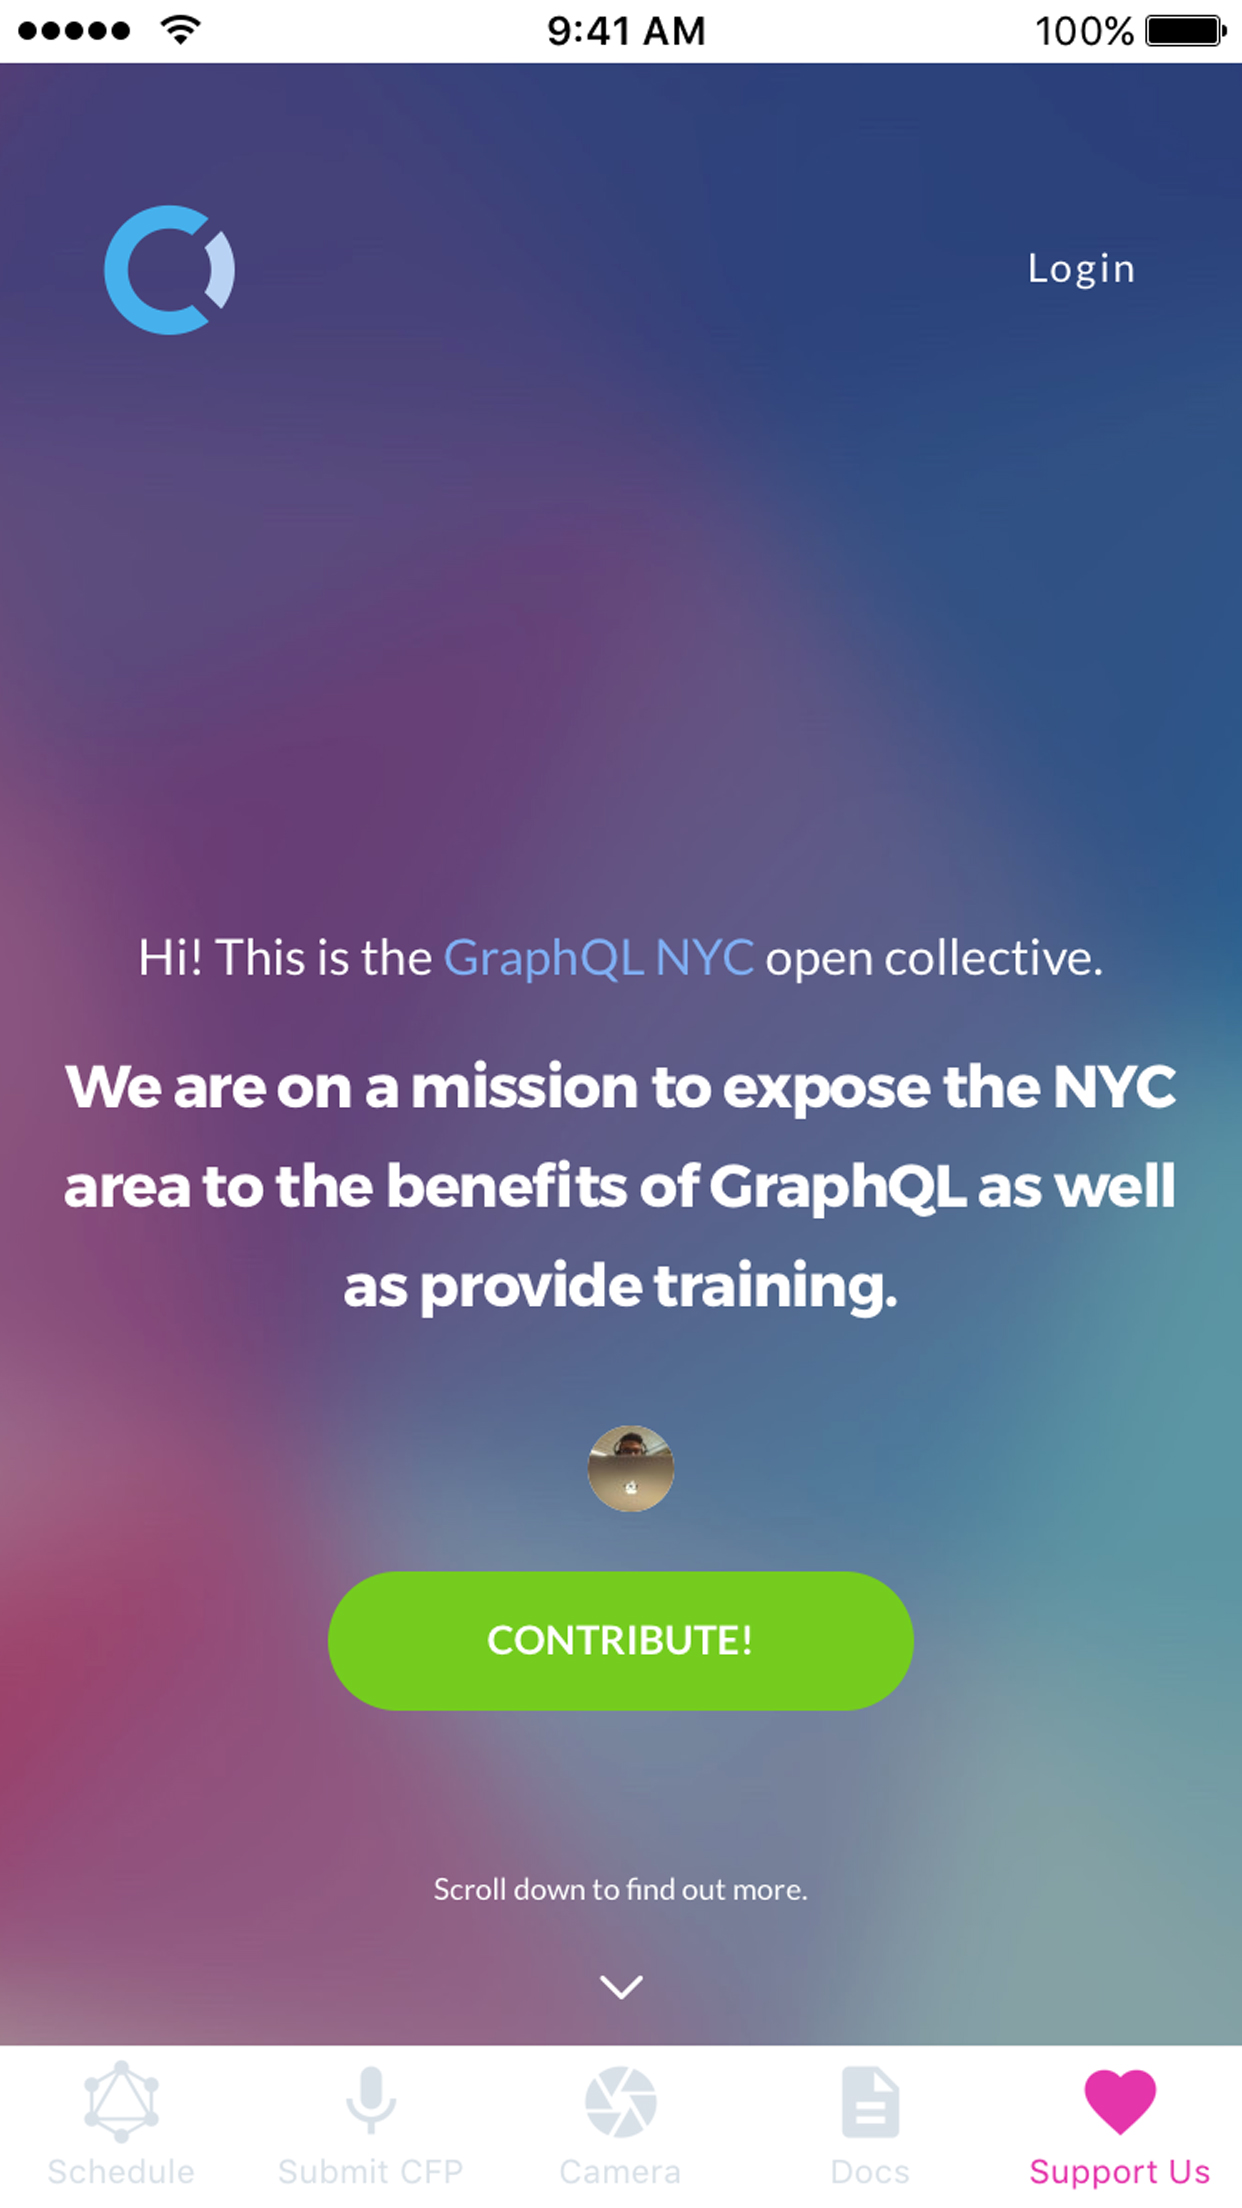 9:41 AM 100%
Login
Hi! This is the GraphQL NYC open collective.
We are on a mission to expose the NYC
area to the benefits of GraphQL as well
as provide training.
CONTRIBUTE!
Scroll down to find out more.
Schedule Submit CFP Camera Docs Support Us